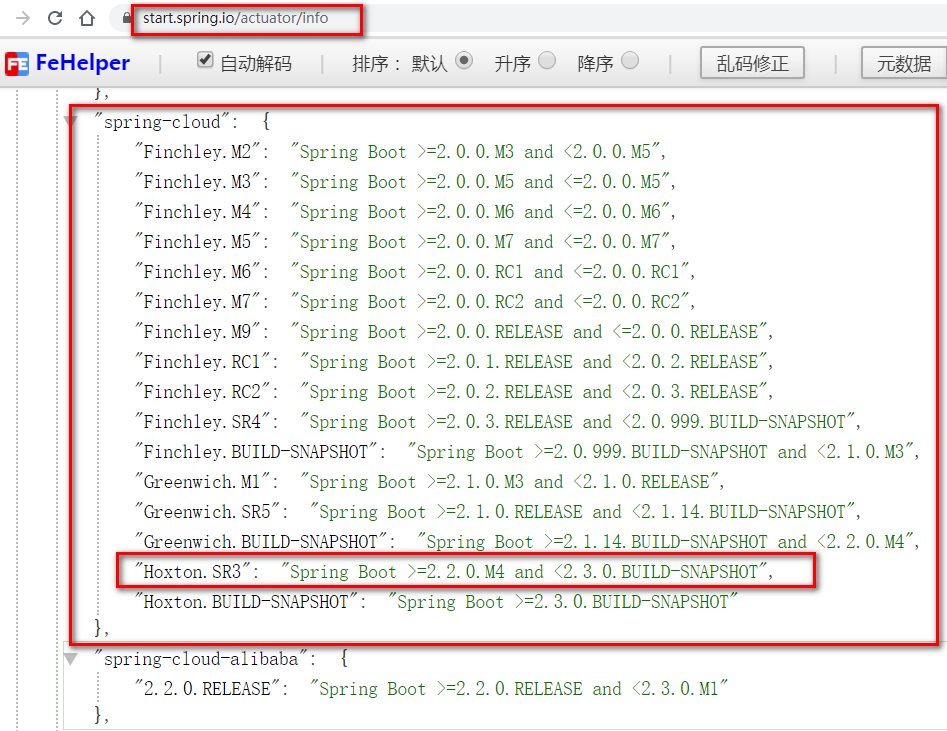 start.spring.io/actuator/info
FeHelper | 自动解码 | 排序： 默认 升序 降序 | 乱码修正 | 元数据
},
"spring-cloud": {
"Finchley.M2": "Spring Boot >=2.0.0.M3 and <2.0.0.M5",
"Finchley.M3": "Spring Boot >=2.0.0.M5 and <=2.0.0.M5",
"Finchley.M4": "Spring Boot >=2.0.0.M6 and <=2.0.0.M6",
"Finchley.M5": "Spring Boot >=2.0.0.M7 and <=2.0.0.M7",
"Finchley.M6": "Spring Boot >=2.0.0.RC1 and <=2.0.0.RC1",
"Finchley.M7": "Spring Boot >=2.0.0.RC2 and <=2.0.0.RC2",
"Finchley.M9": "Spring Boot >=2.0.0.RELEASE and <=2.0.0.RELEASE",
"Finchley.RC1": "Spring Boot >=2.0.1.RELEASE and <2.0.2.RELEASE",
"Finchley.RC2": "Spring Boot >=2.0.2.RELEASE and <2.0.3.RELEASE",
"Finchley.SR4": "Spring Boot >=2.0.3.RELEASE and <2.0.999.BUILD-SNAPSHOT",
"Finchley.BUILD-SNAPSHOT": "Spring Boot >=2.0.999.BUILD-SNAPSHOT and <2.1.0.M3",
"Greenwich.M1": "Spring Boot >=2.1.0.M3 and <2.1.0.RELEASE",
"Greenwich.SR5": "Spring Boot >=2.1.0.RELEASE and <2.1.14.BUILD-SNAPSHOT",
"Greenwich.BUILD-SNAPSHOT": "Spring Boot >=2.1.14.BUILD-SNAPSHOT and <2.2.0.M4",
"Hoxton.SR3": "Spring Boot >=2.2.0.M4 and <2.3.0.BUILD-SNAPSHOT",
"Hoxton.BUILD-SNAPSHOT": "Spring Boot >=2.3.0.BUILD-SNAPSHOT"
},
"spring-cloud-alibaba": {
"2.2.0.RELEASE": "Spring Boot >=2.2.0.RELEASE and <2.3.0.M1"
},